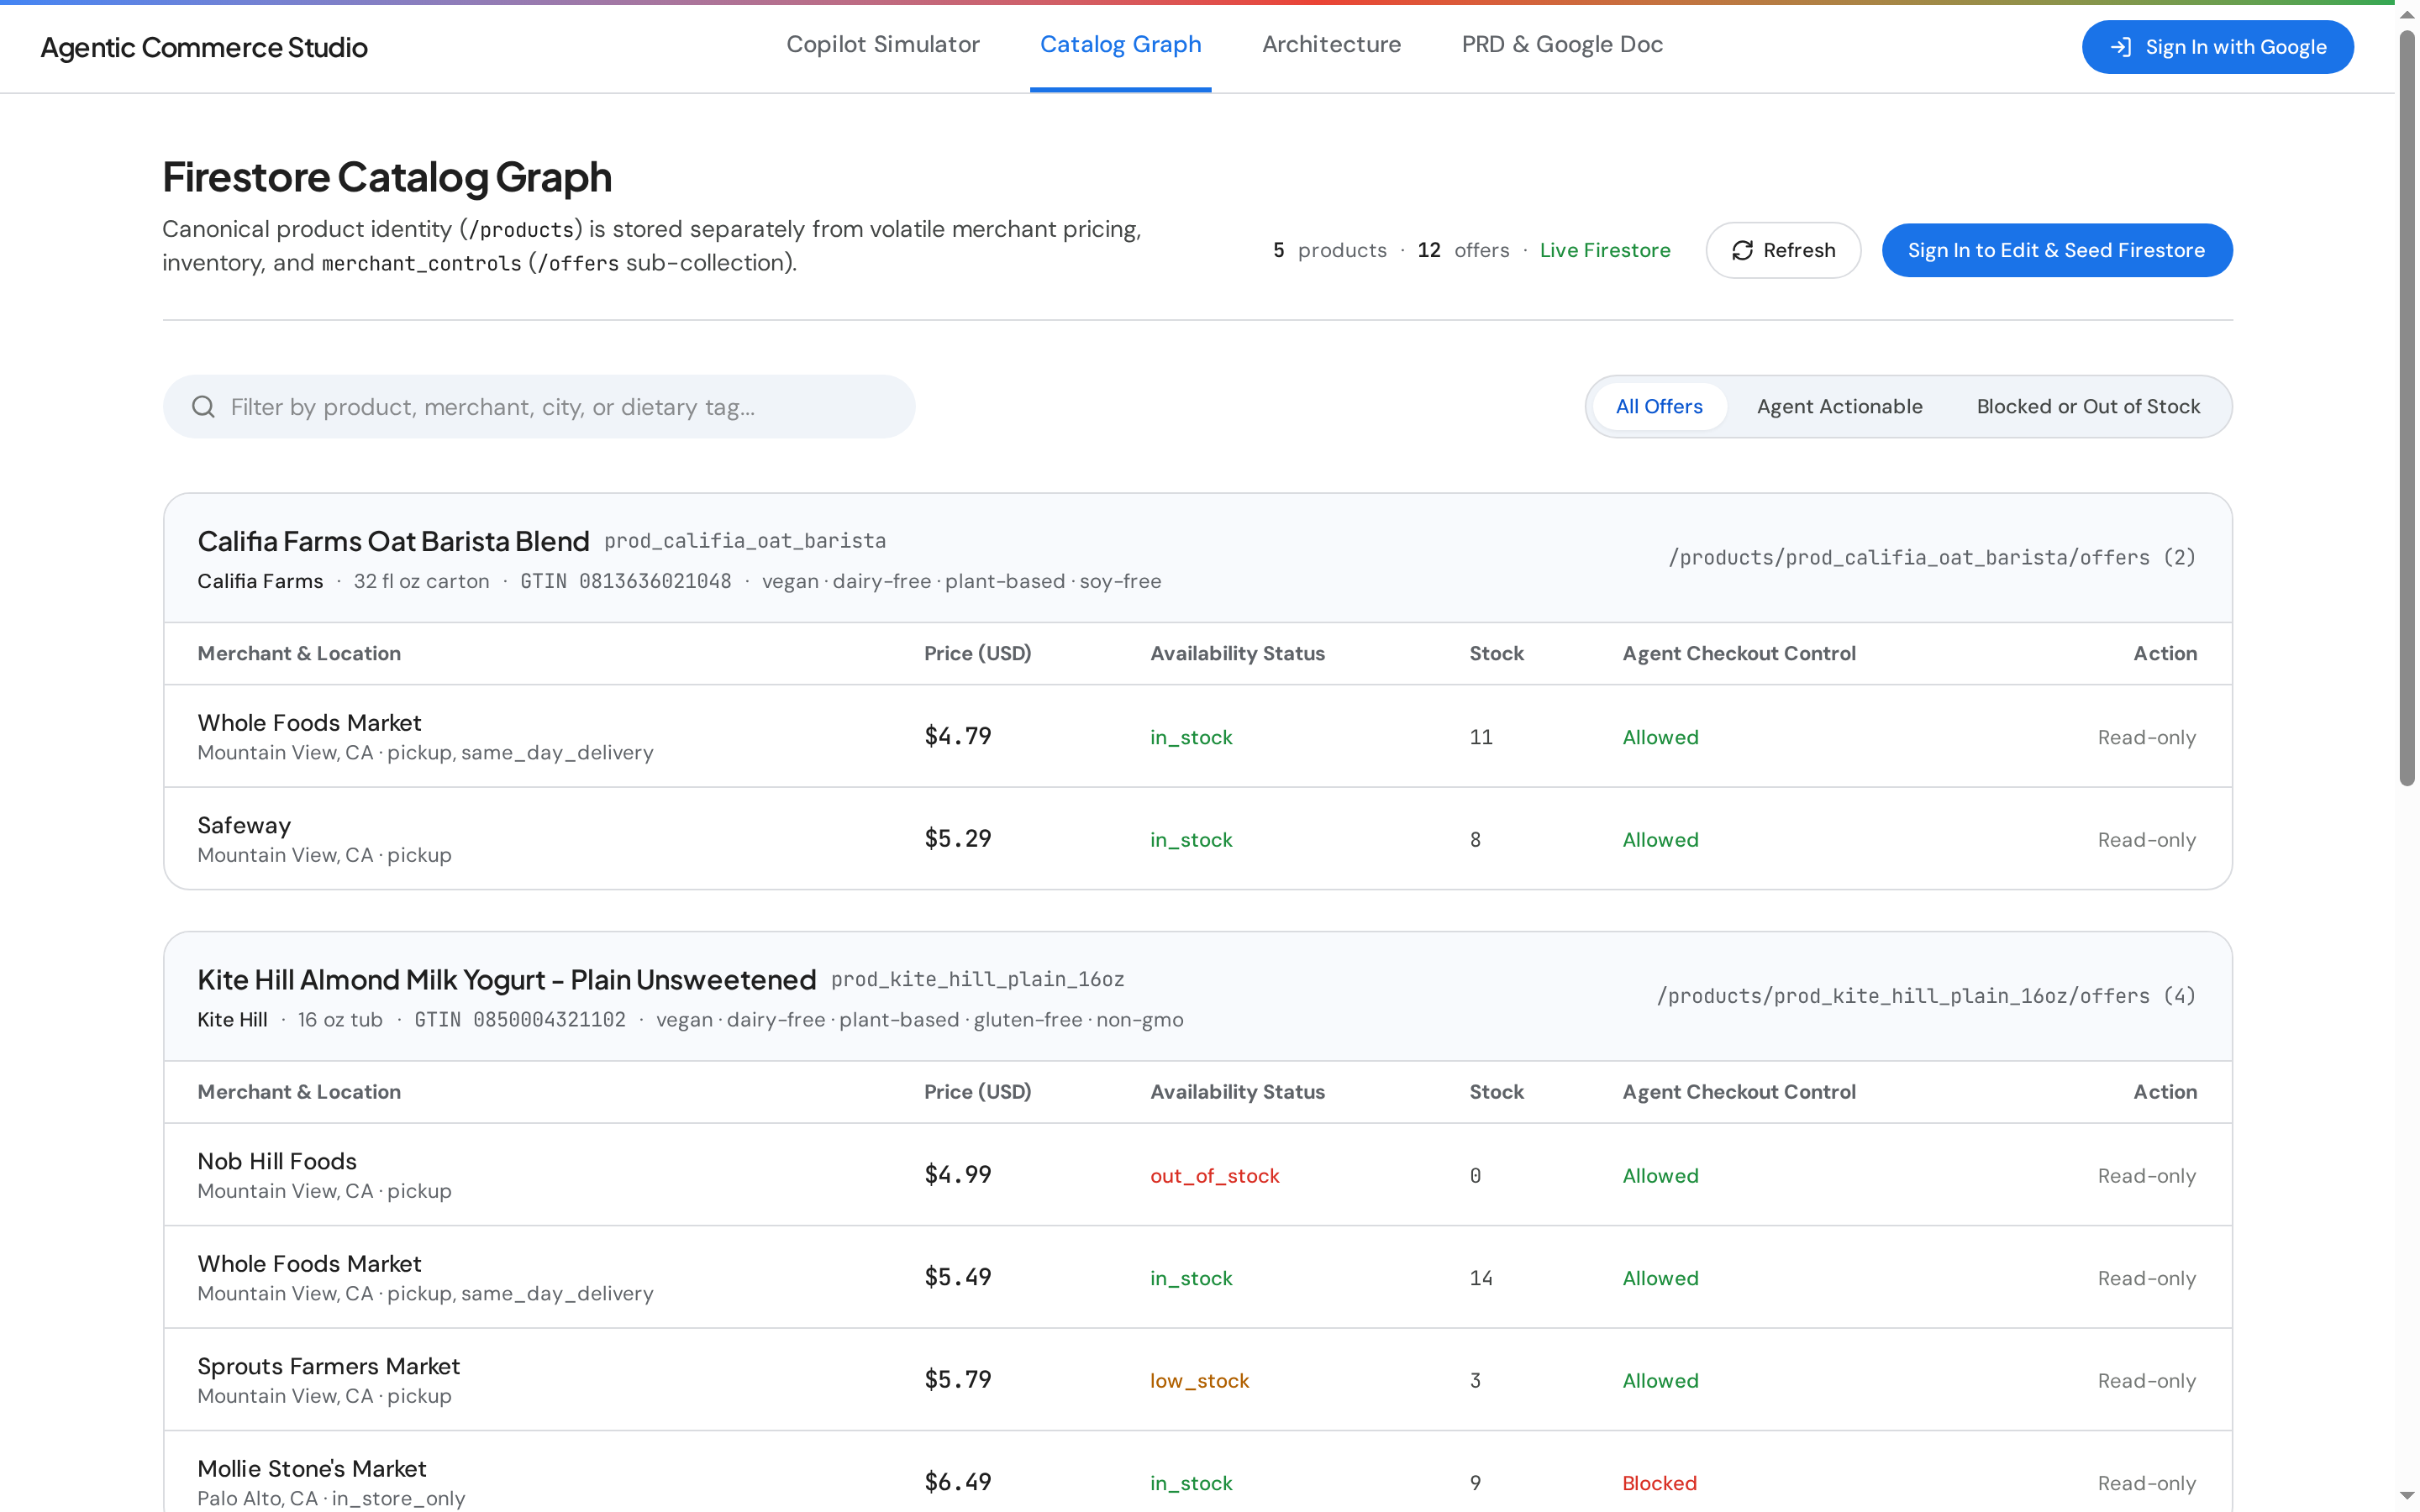 Agentic Commerce Studio
Copilot Simulator
Catalog Graph
Architecture
PRD & Google Doc
Sign In with Google
Firestore Catalog Graph
Canonical product identity (/products) is stored separately from volatile merchant pricing,
inventory, and merchant_controls (/offers sub-collection).
5 products · 12 offers · Live Firestore
Refresh
Sign In to Edit & Seed Firestore
Filter by product, merchant, city, or dietary tag...
All Offers
Agent Actionable
Blocked or Out of Stock
Califia Farms Oat Barista Blend prod_califia_oat_barista
Califia Farms · 32 fl oz carton · GTIN 0813636021048 · vegan · dairy-free · plant-based · soy-free
/products/prod_califia_oat_barista/offers (2)
Merchant & Location Price (USD) Availability Status Stock Agent Checkout Control Action
Whole Foods Market
Mountain View, CA · pickup, same_day_delivery
$4.79 in_stock 11 Allowed Read-only
Safeway
Mountain View, CA · pickup
$5.29 in_stock 8 Allowed Read-only
Kite Hill Almond Milk Yogurt - Plain Unsweetened prod_kite_hill_plain_16oz
Kite Hill · 16 oz tub · GTIN 0850004321102 · vegan · dairy-free · plant-based · gluten-free · non-gmo
/products/prod_kite_hill_plain_16oz/offers (4)
Merchant & Location Price (USD) Availability Status Stock Agent Checkout Control Action
Nob Hill Foods
Mountain View, CA · pickup
$4.99 out_of_stock 0 Allowed Read-only
Whole Foods Market
Mountain View, CA · pickup, same_day_delivery
$5.49 in_stock 14 Allowed Read-only
Sprouts Farmers Market
Mountain View, CA · pickup
$5.79 low_stock 3 Allowed Read-only
Mollie Stone's Market
Palo Alto, CA · in_store_only
$6.49 in_stock 9 Blocked Read-only